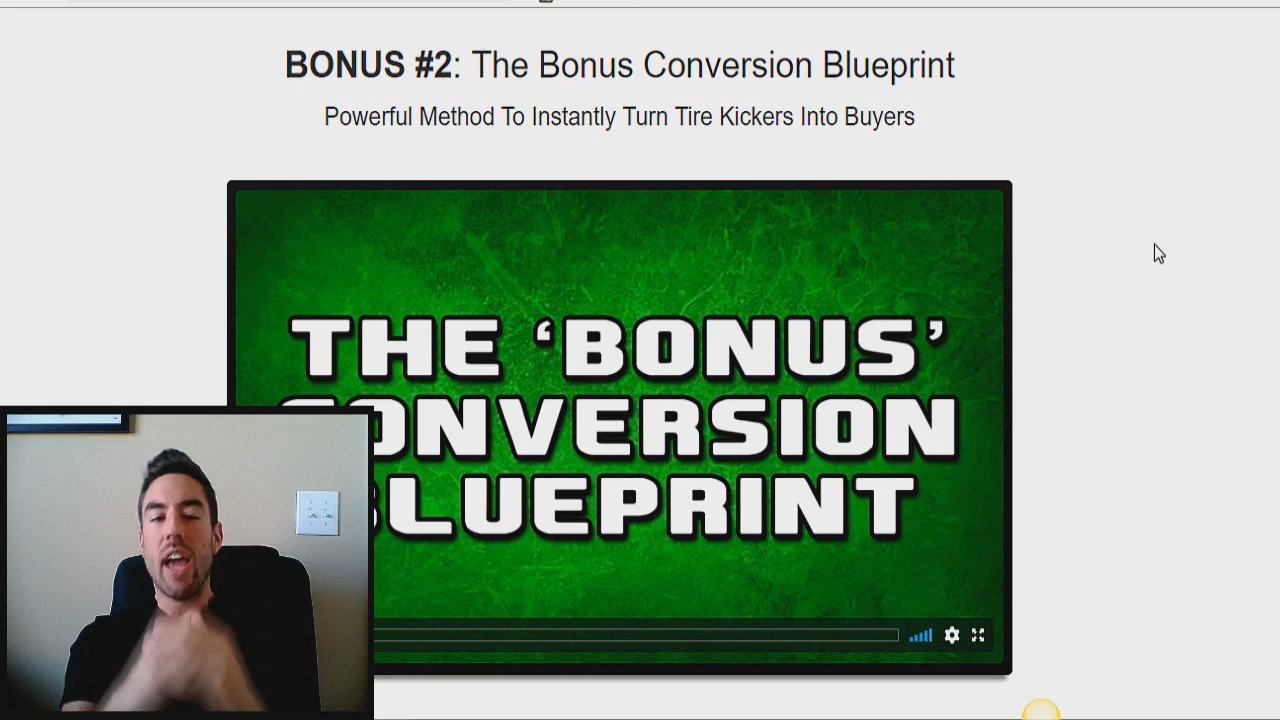 BONUS #2: The Bonus Conversion Blueprint
Powerful Method To Instantly Turn Tire Kickers Into Buyers
THE ‘BONUS’
CONVERSION
BLUEPRINT